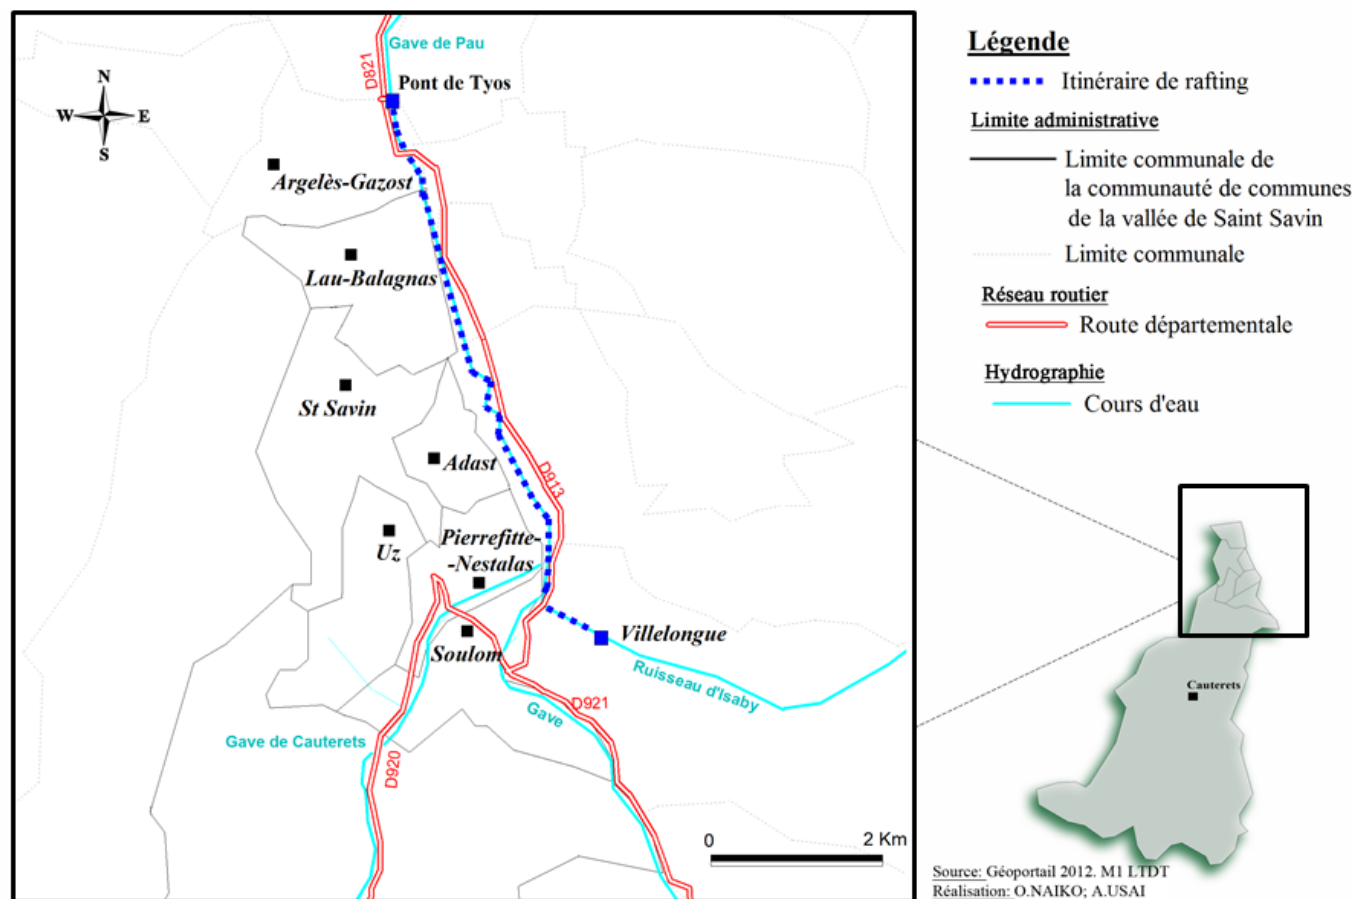 Gave de Pau
D821
Pont de Tyos
N
W
E
S
Argelès-Gazost
Lau-Balagnas
St Savin
Adast
D913
Uz
Pierrefitte-
-Nestalas
Soulom
Villelongue
Ruisseau d'Isaby
Gave
D921
Gave de Cauterets
D920
0
2 Km
Légende
Itinéraire de rafting
Limite administrative
Limite communale de
la communauté de communes
de la vallée de Saint Savin
Limite communale
Réseau routier
Route départementale
Hydrographie
Cours d'eau
Cauterets
Source: Géoportail 2012. M1 LTDT
Réalisation: O.NAIKO; A.USAI